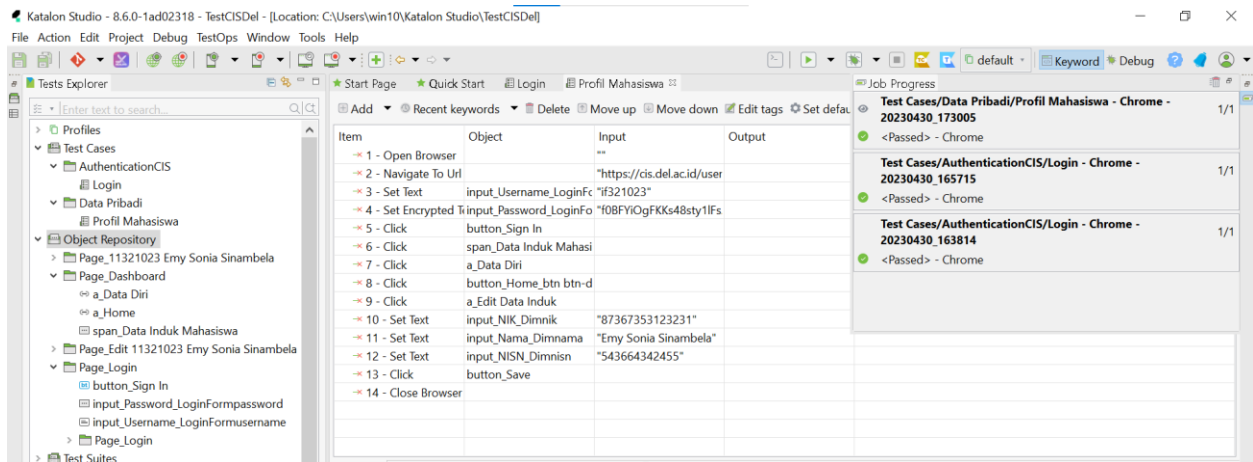 Katalon Studio - 8.6.0-1ad02318 - TestCISDel - [Location: C:\Users\win10\Katalon Studio\TestCISDel]
File Action Edit Project Debug TestOps Window Tools Help
default
Keyword
Debug
Tests Explorer
Enter text to search...
Profiles
Test Cases
AuthenticationCIS
Login
Data Pribadi
Profil Mahasiswa
Object Repository
Page_11321023 Emy Sonia Sinambela
Page_Dashboard
a_Data Diri
a_Home
span_Data Induk Mahasiswa
Page_Edit 11321023 Emy Sonia Sinambela
Page_Login
button_Sign In
input_Password_LoginFormpassword
input_Username_LoginFormusername
Page_Login
Test Suites
Start Page Quick Start Login Profil Mahasiswa
Add Recent keywords Delete Move up Move down Edit tags Set defau
Item Object Input Output
1 - Open Browser ""
2 - Navigate To Url "https://cis.del.ac.id/user
3 - Set Text input_Username_LoginFo "if321023"
4 - Set Encrypted Te input_Password_LoginFo "f0BFYiOgFKKs48sty1lFs
5 - Click button_Sign In
6 - Click span_Data Induk Mahasi
7 - Click a_Data Diri
8 - Click button_Home_btn btn-d
9 - Click a_Edit Data Induk
10 - Set Text input_NIK_Dimnik "87367353123231"
11 - Set Text input_Nama_Dimnama "Emy Sonia Sinambela"
12 - Set Text input_NISN_Dimnisn "543664342455"
13 - Click button_Save
14 - Close Browser
Job Progress
Test Cases/Data Pribadi/Profil Mahasiswa - Chrome - 1/1
20230430_173005
<Passed> - Chrome
Test Cases/AuthenticationCIS/Login - Chrome - 1/1
20230430_165715
<Passed> - Chrome
Test Cases/AuthenticationCIS/Login - Chrome - 1/1
20230430_163814
<Passed> - Chrome